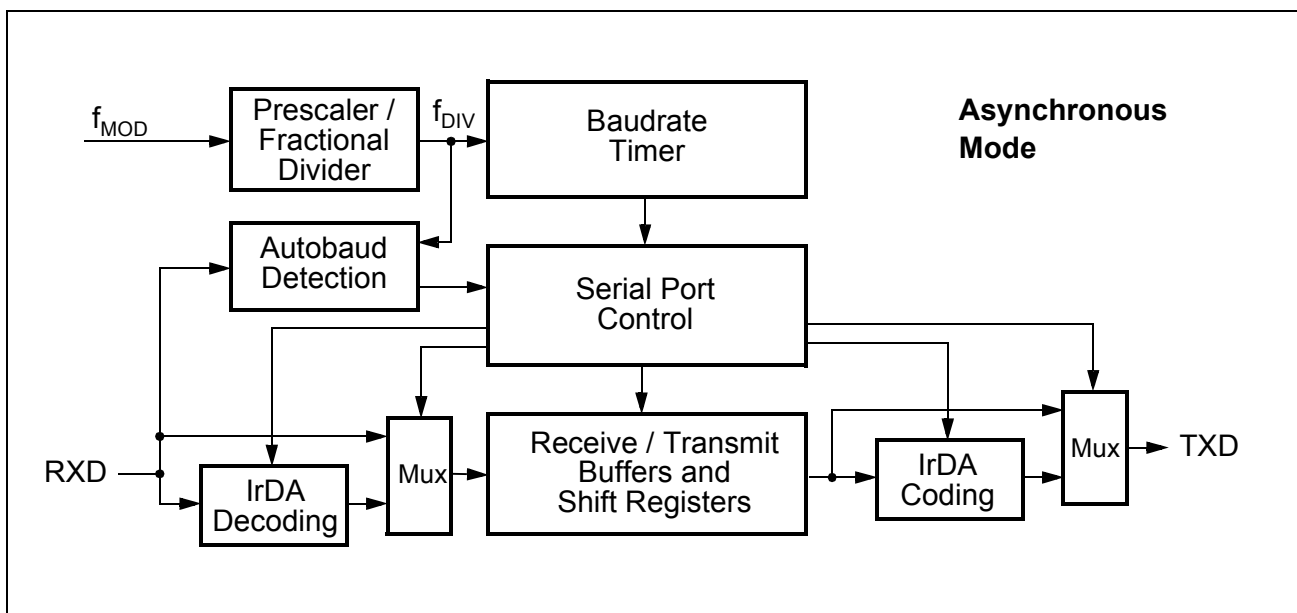 f_MOD
Prescaler /
Fractional
Divider
f_DIV
Baudrate
Timer
Asynchronous
Mode
Autobaud
Detection
Serial Port
Control
RXD
IrDA
Decoding
Mux
Receive / Transmit
Buffers and
Shift Registers
IrDA
Coding
Mux
TXD